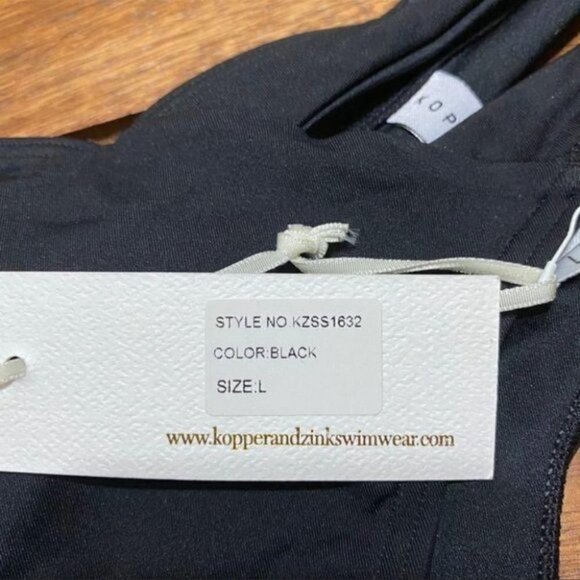 KOP
STYLE NO.KZSS1632
COLOR:BLACK
SIZE:L
www.kopperandzinkswimwear.com